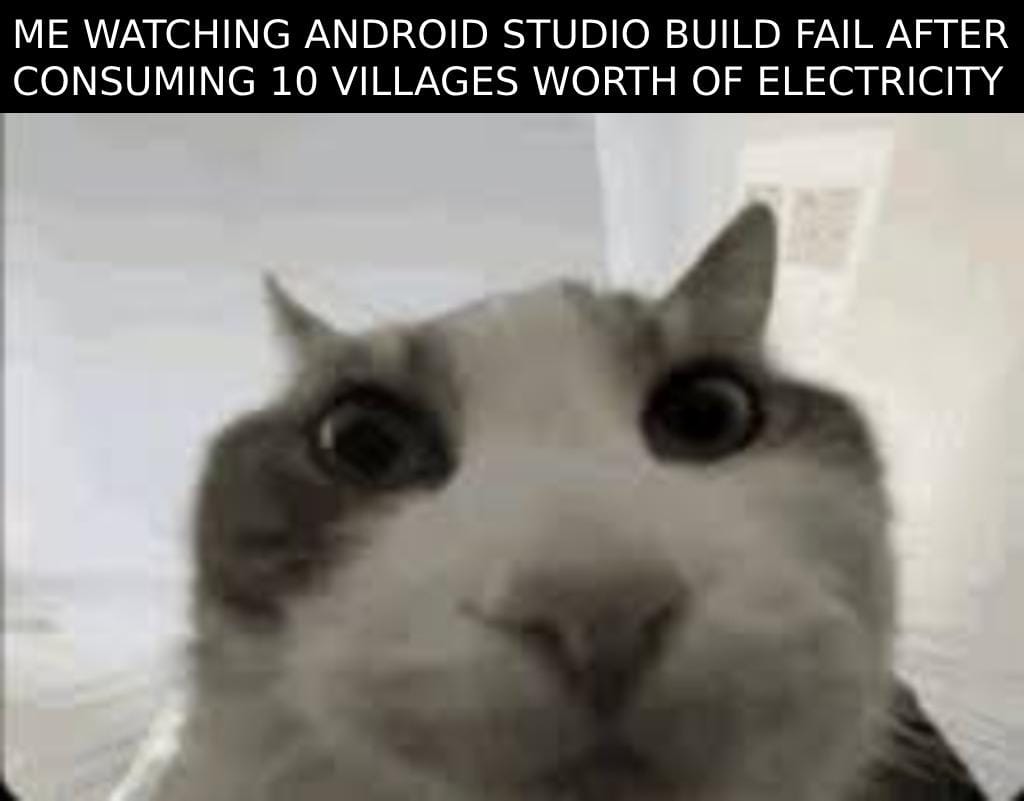 ME WATCHING ANDROID STUDIO BUILD FAIL AFTER
CONSUMING 10 VILLAGES WORTH OF ELECTRICITY